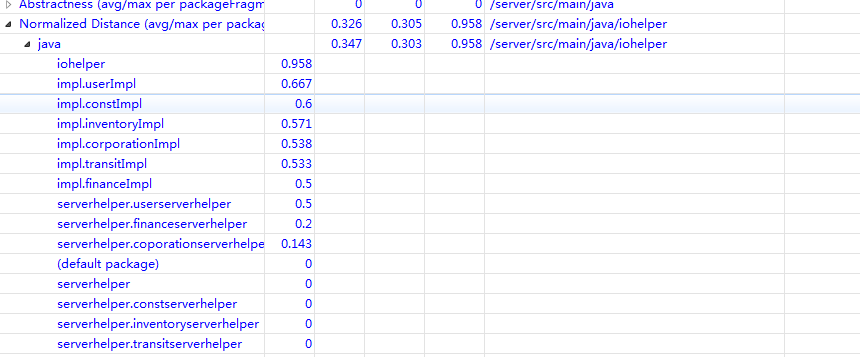 Abstractness (avg/max per packageFragm 0 0 0 /server/src/main/java
Normalized Distance (avg/max per packag 0.326 0.305 0.958 /server/src/main/java/iohelper
java 0.347 0.303 0.958 /server/src/main/java/iohelper
iohelper 0.958
impl.userImpl 0.667
impl.constImpl 0.6
impl.inventoryImpl 0.571
impl.corporationImpl 0.538
impl.transitImpl 0.533
impl.financeImpl 0.5
serverhelper.userserverhelper 0.5
serverhelper.financeserverhelper 0.2
serverhelper.coporationserverhelpe 0.143
(default package) 0
serverhelper 0
serverhelper.constserverhelper 0
serverhelper.inventoryserverhelper 0
serverhelper.transitserverhelper 0